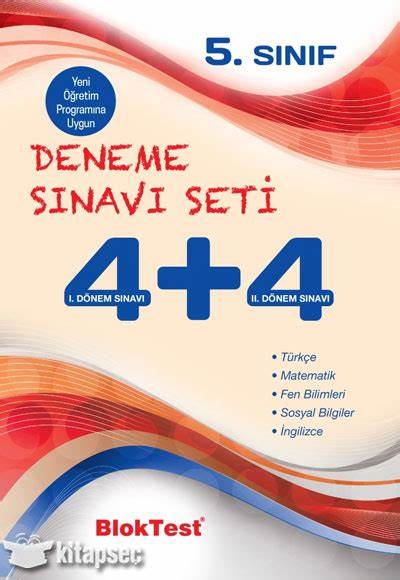 5. SINIF
Yeni
Öğretim
Programına
Uygun
DENEME
SINAVI SETİ
4+4
I. DÖNEM SINAVI
II. DÖNEM SINAVI
• Türkçe
• Matematik
• Fen Bilimleri
• Sosyal Bilgiler
• İngilizce
BlokTest®
kitapseç